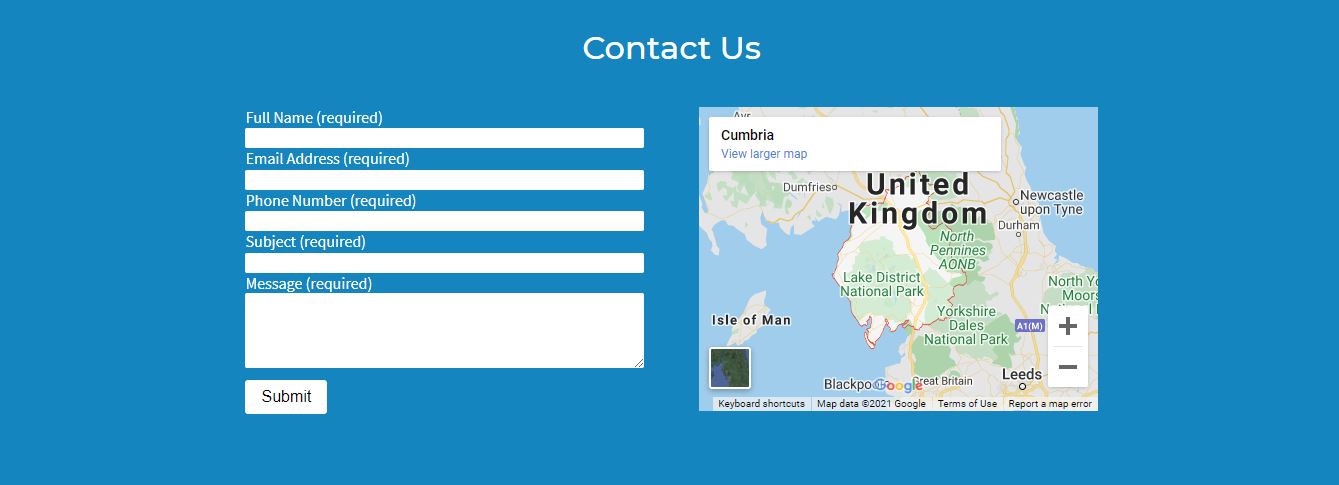 Contact Us
Full Name (required)
Email Address (required)
Phone Number (required)
Subject (required)
Message (required)
Submit
Cumbria
View larger map
United
Kingdom
Dumfries
Newcastle
upon Tyne
Durham
North
Pennines
AONB
Lake District
National Park
North Yo
Moors
Isle of Man
Yorkshire
Dales
National Park
A1(M)
Leeds
Google
Great Britain
Keyboard shortcuts
Map data ©2021 Google
Terms of Use
Report a map error